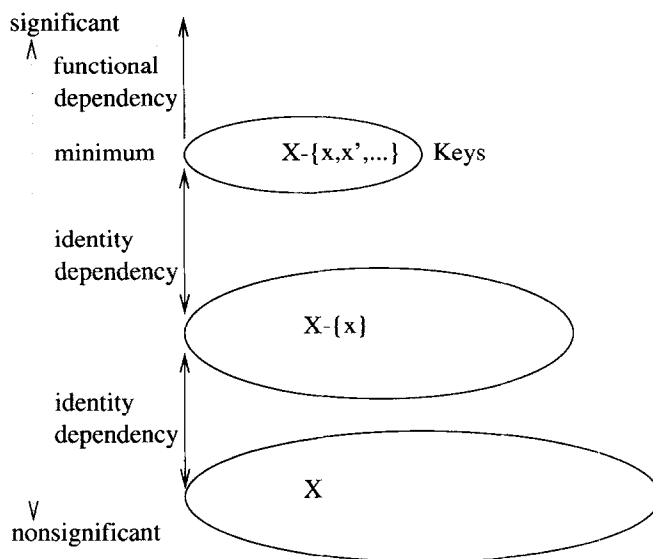 significant
functional
dependency
minimum X-{x,x',...} Keys
identity
dependency
X-{x}
identity
dependency
X
nonsignificant